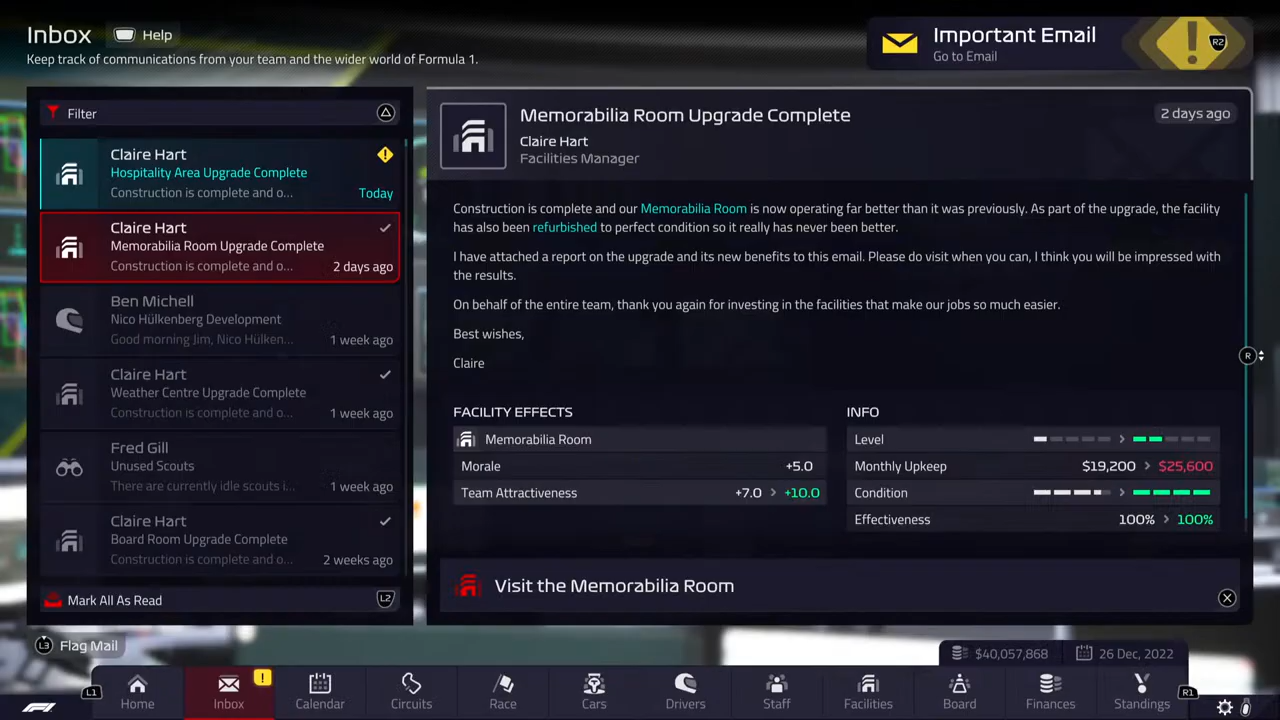 Inbox
Help
Keep track of communications from your team and the wider world of Formula 1.
Important Email
Go to Email
R2
Filter
Claire Hart
Hospitality Area Upgrade Complete
Construction is complete and o...
Today
Claire Hart
Memorabilia Room Upgrade Complete
Construction is complete and o...
2 days ago
Ben Michell
Nico Hülkenberg Development
Good morning Jim, Nico Hülken...
1 week ago
Claire Hart
Weather Centre Upgrade Complete
Construction is complete and o...
1 week ago
Fred Gill
Unused Scouts
There are currently idle scouts i...
1 week ago
Claire Hart
Board Room Upgrade Complete
Construction is complete and o...
2 weeks ago
Mark All As Read
L2
L3
Flag Mail
Memorabilia Room Upgrade Complete
2 days ago
Claire Hart
Facilities Manager
Construction is complete and our Memorabilia Room is now operating far better than it was previously. As part of the upgrade, the facility
has also been refurbished to perfect condition so it really has never been better.
I have attached a report on the upgrade and its new benefits to this email. Please do visit when you can, I think you will be impressed with
the results.
On behalf of the entire team, thank you again for investing in the facilities that make our jobs so much easier.
Best wishes,
Claire
R
FACILITY EFFECTS
Memorabilia Room
Morale +5.0
Team Attractiveness +7.0 > +10.0
INFO
Level >
Monthly Upkeep $19,200 > $25,600
Condition >
Effectiveness 100% > 100%
Visit the Memorabilia Room
$40,057,868
26 Dec, 2022
L1
Home
Inbox
!
Calendar
Circuits
Race
Cars
Drivers
Staff
Facilities
Board
Finances
Standings
R1